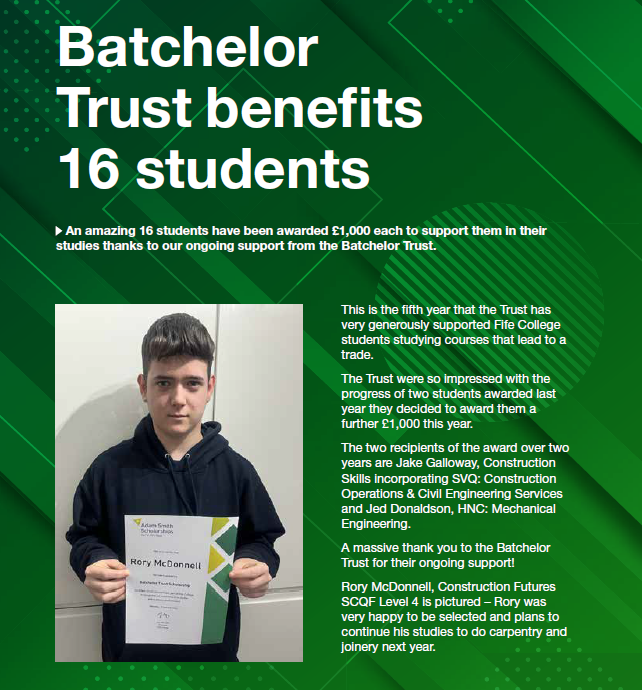 Batchelor
Trust benefits
16 students
An amazing 16 students have been awarded £1,000 each to support them in their
studies thanks to our ongoing support from the Batchelor Trust.
This is the fifth year that the Trust has
very generously supported Fife College
students studying courses that lead to a
trade.
The Trust were so impressed with the
progress of two students awarded last
year they decided to award them a
further £1,000 this year.
The two recipients of the award over two
years are Jake Galloway, Construction
Skills incorporating SVQ: Construction
Operations & Civil Engineering Services
and Jed Donaldson, HNC: Mechanical
Engineering.
A massive thank you to the Batchelor
Trust for their ongoing support!
Rory McDonnell, Construction Futures
SCQF Level 4 is pictured – Rory was
very happy to be selected and plans to
continue his studies to do carpentry and
joinery next year.
Adam Smith
Scholarships
Rory McDonnell
Batchelor Trust Scholarship